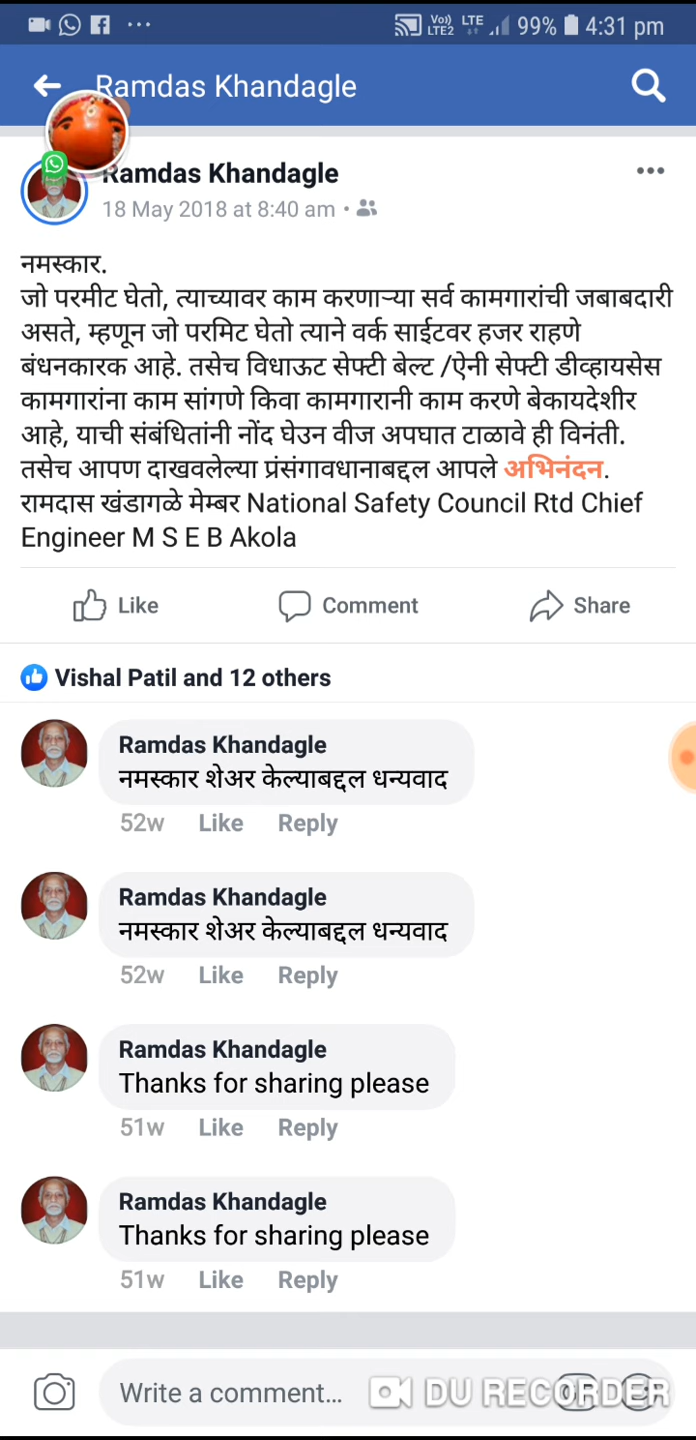 Vo)) LTE2 LTE 99% 4:31 pm
Ramdas Khandagle
Ramdas Khandagle
18 May 2018 at 8:40 am •
नमस्कार.
जो परमीट घेतो, त्याच्यावर काम करणाऱ्या सर्व कामगारांची जबाबदारी
असते, म्हणून जो परमिट घेतो त्याने वर्क साईटवर हजर राहणे
बंधनकारक आहे. तसेच विधाऊट सेफ्टी बेल्ट /ऐनी सेफ्टी डीव्हायसेस
कामगारांना काम सांगणे किवा कामगारानी काम करणे बेकायदेशीर
आहे, याची संबंधितांनी नोंद घेउन वीज अपघात टाळावे ही विनंती.
तसेच आपण दाखवलेल्या प्रंसंगावधानाबद्दल आपले अभिनंदन.
रामदास खंडागळे मेम्बर National Safety Council Rtd Chief
Engineer M S E B Akola
Like Comment Share
Vishal Patil and 12 others
Ramdas Khandagle
नमस्कार शेअर केल्याबद्दल धन्यवाद
52w Like Reply
Ramdas Khandagle
नमस्कार शेअर केल्याबद्दल धन्यवाद
52w Like Reply
Ramdas Khandagle
Thanks for sharing please
51w Like Reply
Ramdas Khandagle
Thanks for sharing please
51w Like Reply
Write a comment... DU RECORDER